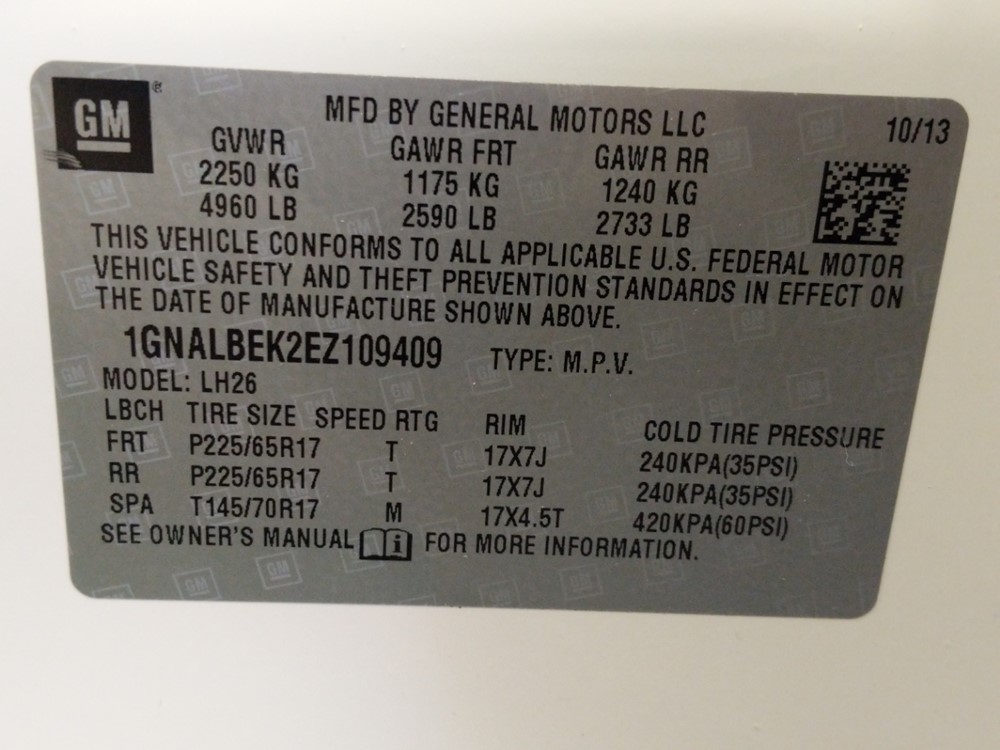 GM
MFD BY GENERAL MOTORS LLC 10/13
GVWR GAWR FRT GAWR RR
2250 KG 1175 KG 1240 KG
4960 LB 2590 LB 2733 LB
THIS VEHICLE CONFORMS TO ALL APPLICABLE U.S. FEDERAL MOTOR
VEHICLE SAFETY AND THEFT PREVENTION STANDARDS IN EFFECT ON
THE DATE OF MANUFACTURE SHOWN ABOVE.
1GNALBEK2EZ109409 TYPE: M.P.V.
MODEL: LH26
LBCH TIRE SIZE SPEED RTG RIM COLD TIRE PRESSURE
FRT P225/65R17 T 17X7J 240KPA(35PSI)
RR P225/65R17 T 17X7J 240KPA(35PSI)
SPA T145/70R17 M 17X4.5T 420KPA(60PSI)
SEE OWNER'S MANUAL i FOR MORE INFORMATION.